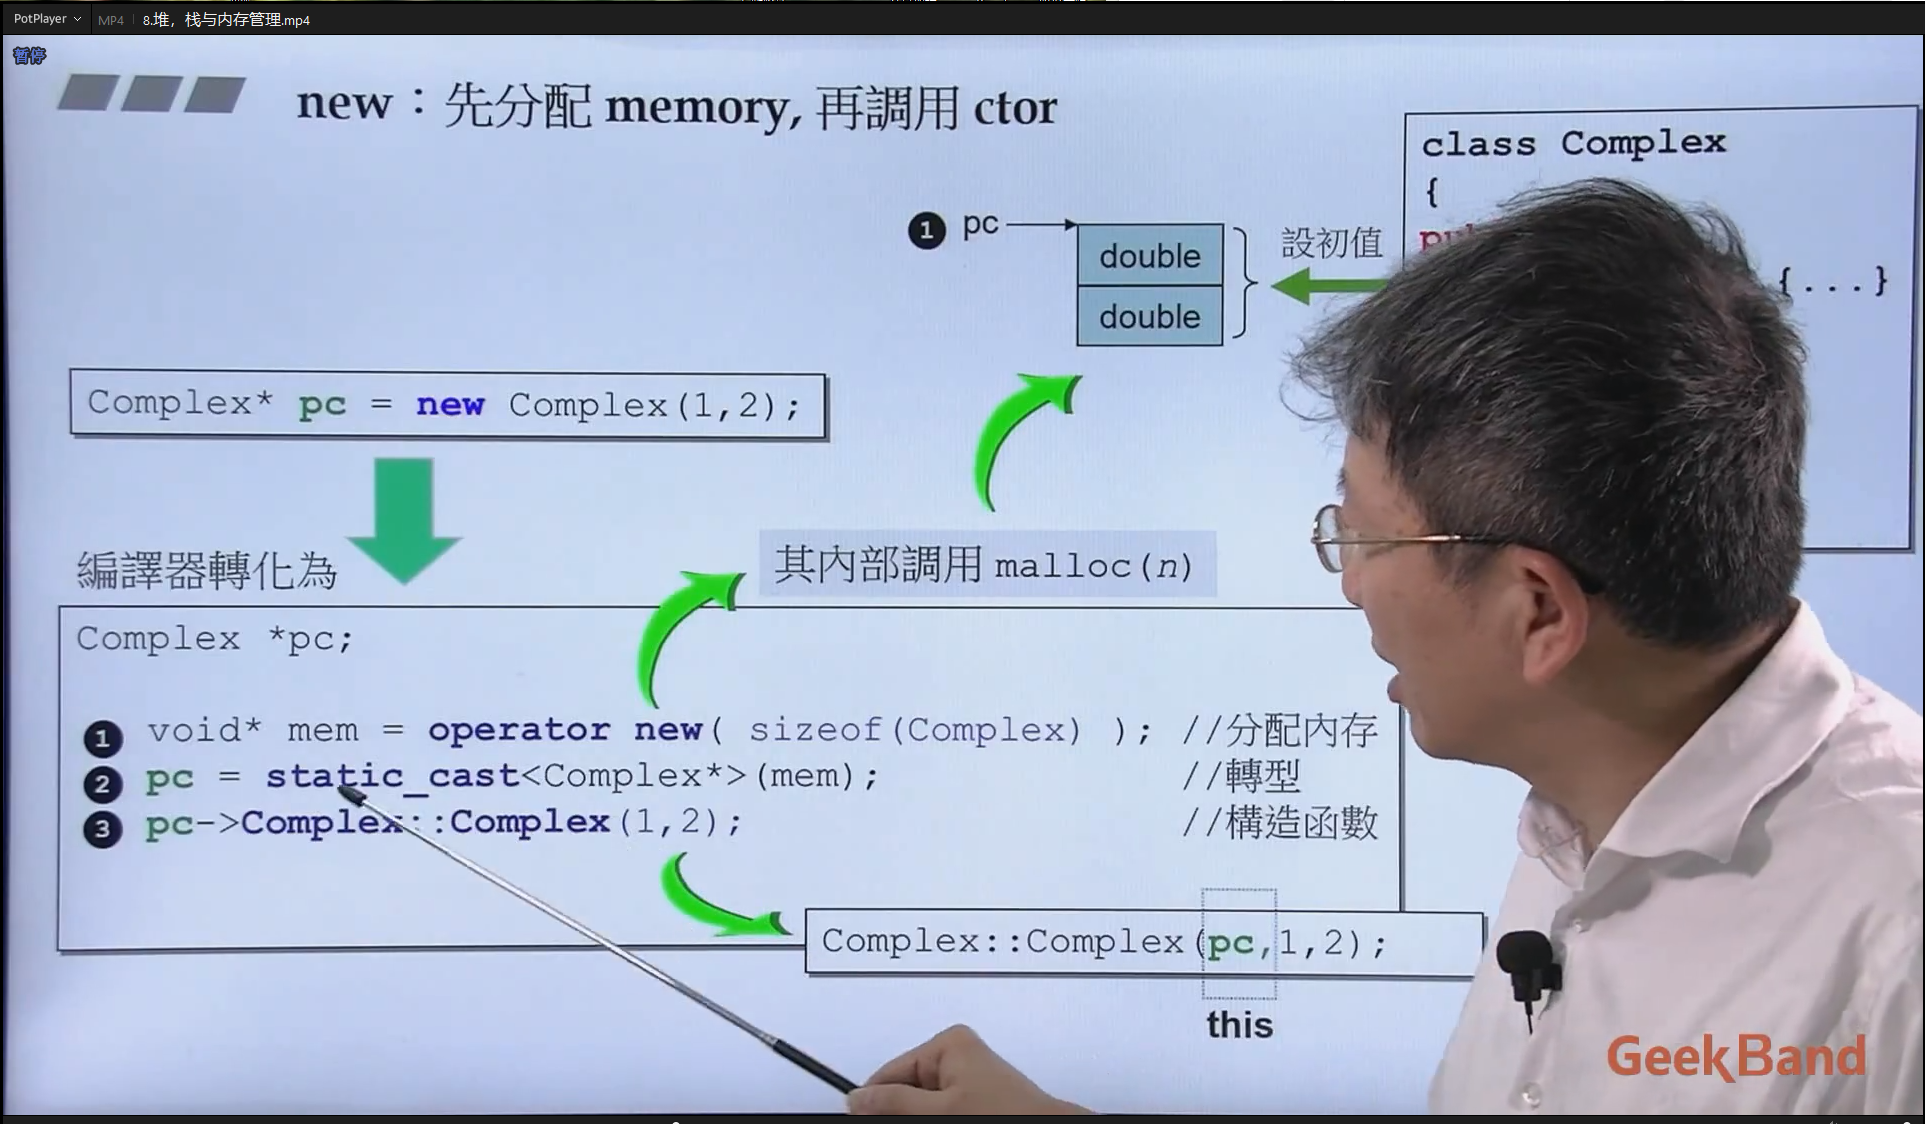 PotPlayer
MP4
8.堆，栈与内存管理.mp4
暂停
new：先分配 memory, 再調用 ctor
class Complex
{
{...}
1 pc
double
double
設初值
Complex* pc = new Complex(1,2);
編譯器轉化為
其內部調用 malloc(n)
Complex *pc;
1 void* mem = operator new( sizeof(Complex) ); //分配內存
2 pc = static_cast<Complex*>(mem); //轉型
3 pc->Complex::Complex(1,2); //構造函數
Complex::Complex(pc,1,2);
this
GeekBand